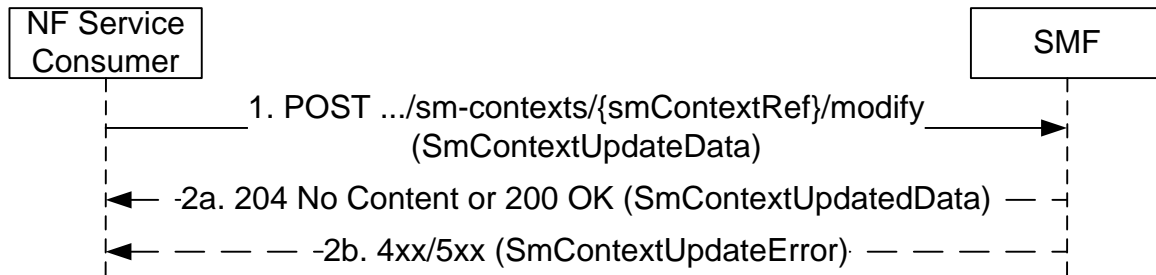 NF Service
Consumer
SMF
1. POST .../sm-contexts/{smContextRef}/modify
(SmContextUpdateData)
2a. 204 No Content or 200 OK (SmContextUpdatedData)
2b. 4xx/5xx (SmContextUpdateError)